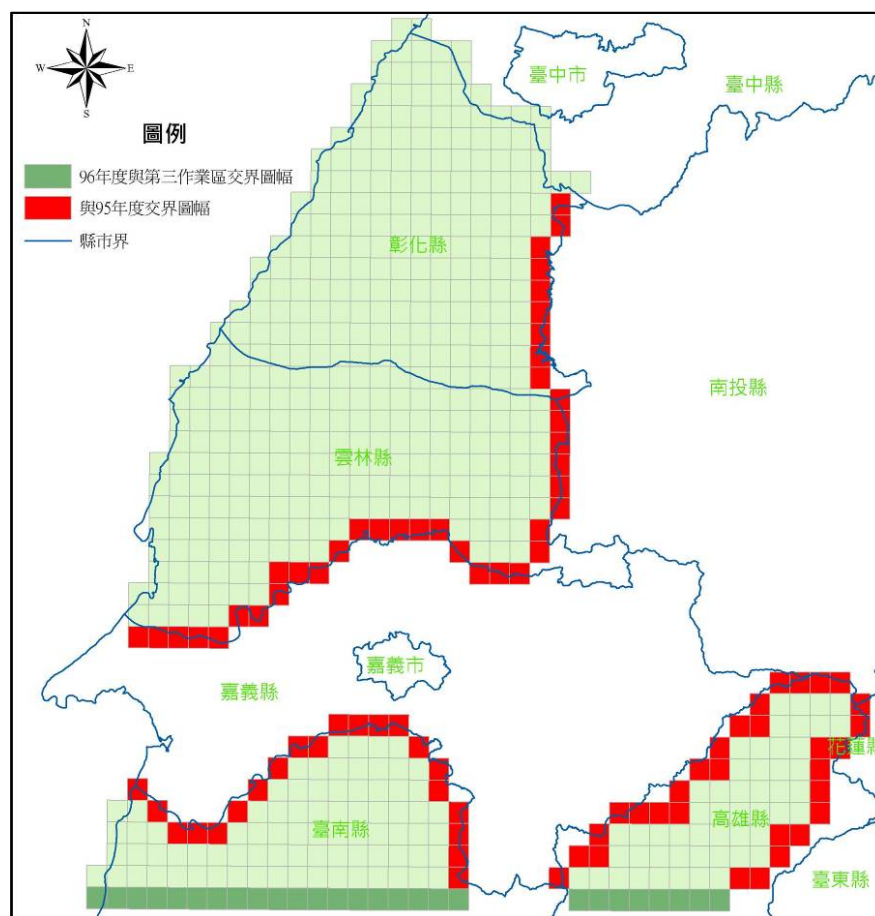 N
W
E
S
圖例
96年度與第三作業區交界圖幅
與95年度交界圖幅
縣市界
臺中市
臺中縣
彰化縣
南投縣
雲林縣
嘉義市
嘉義縣
花蓮縣
臺南縣
高雄縣
臺東縣